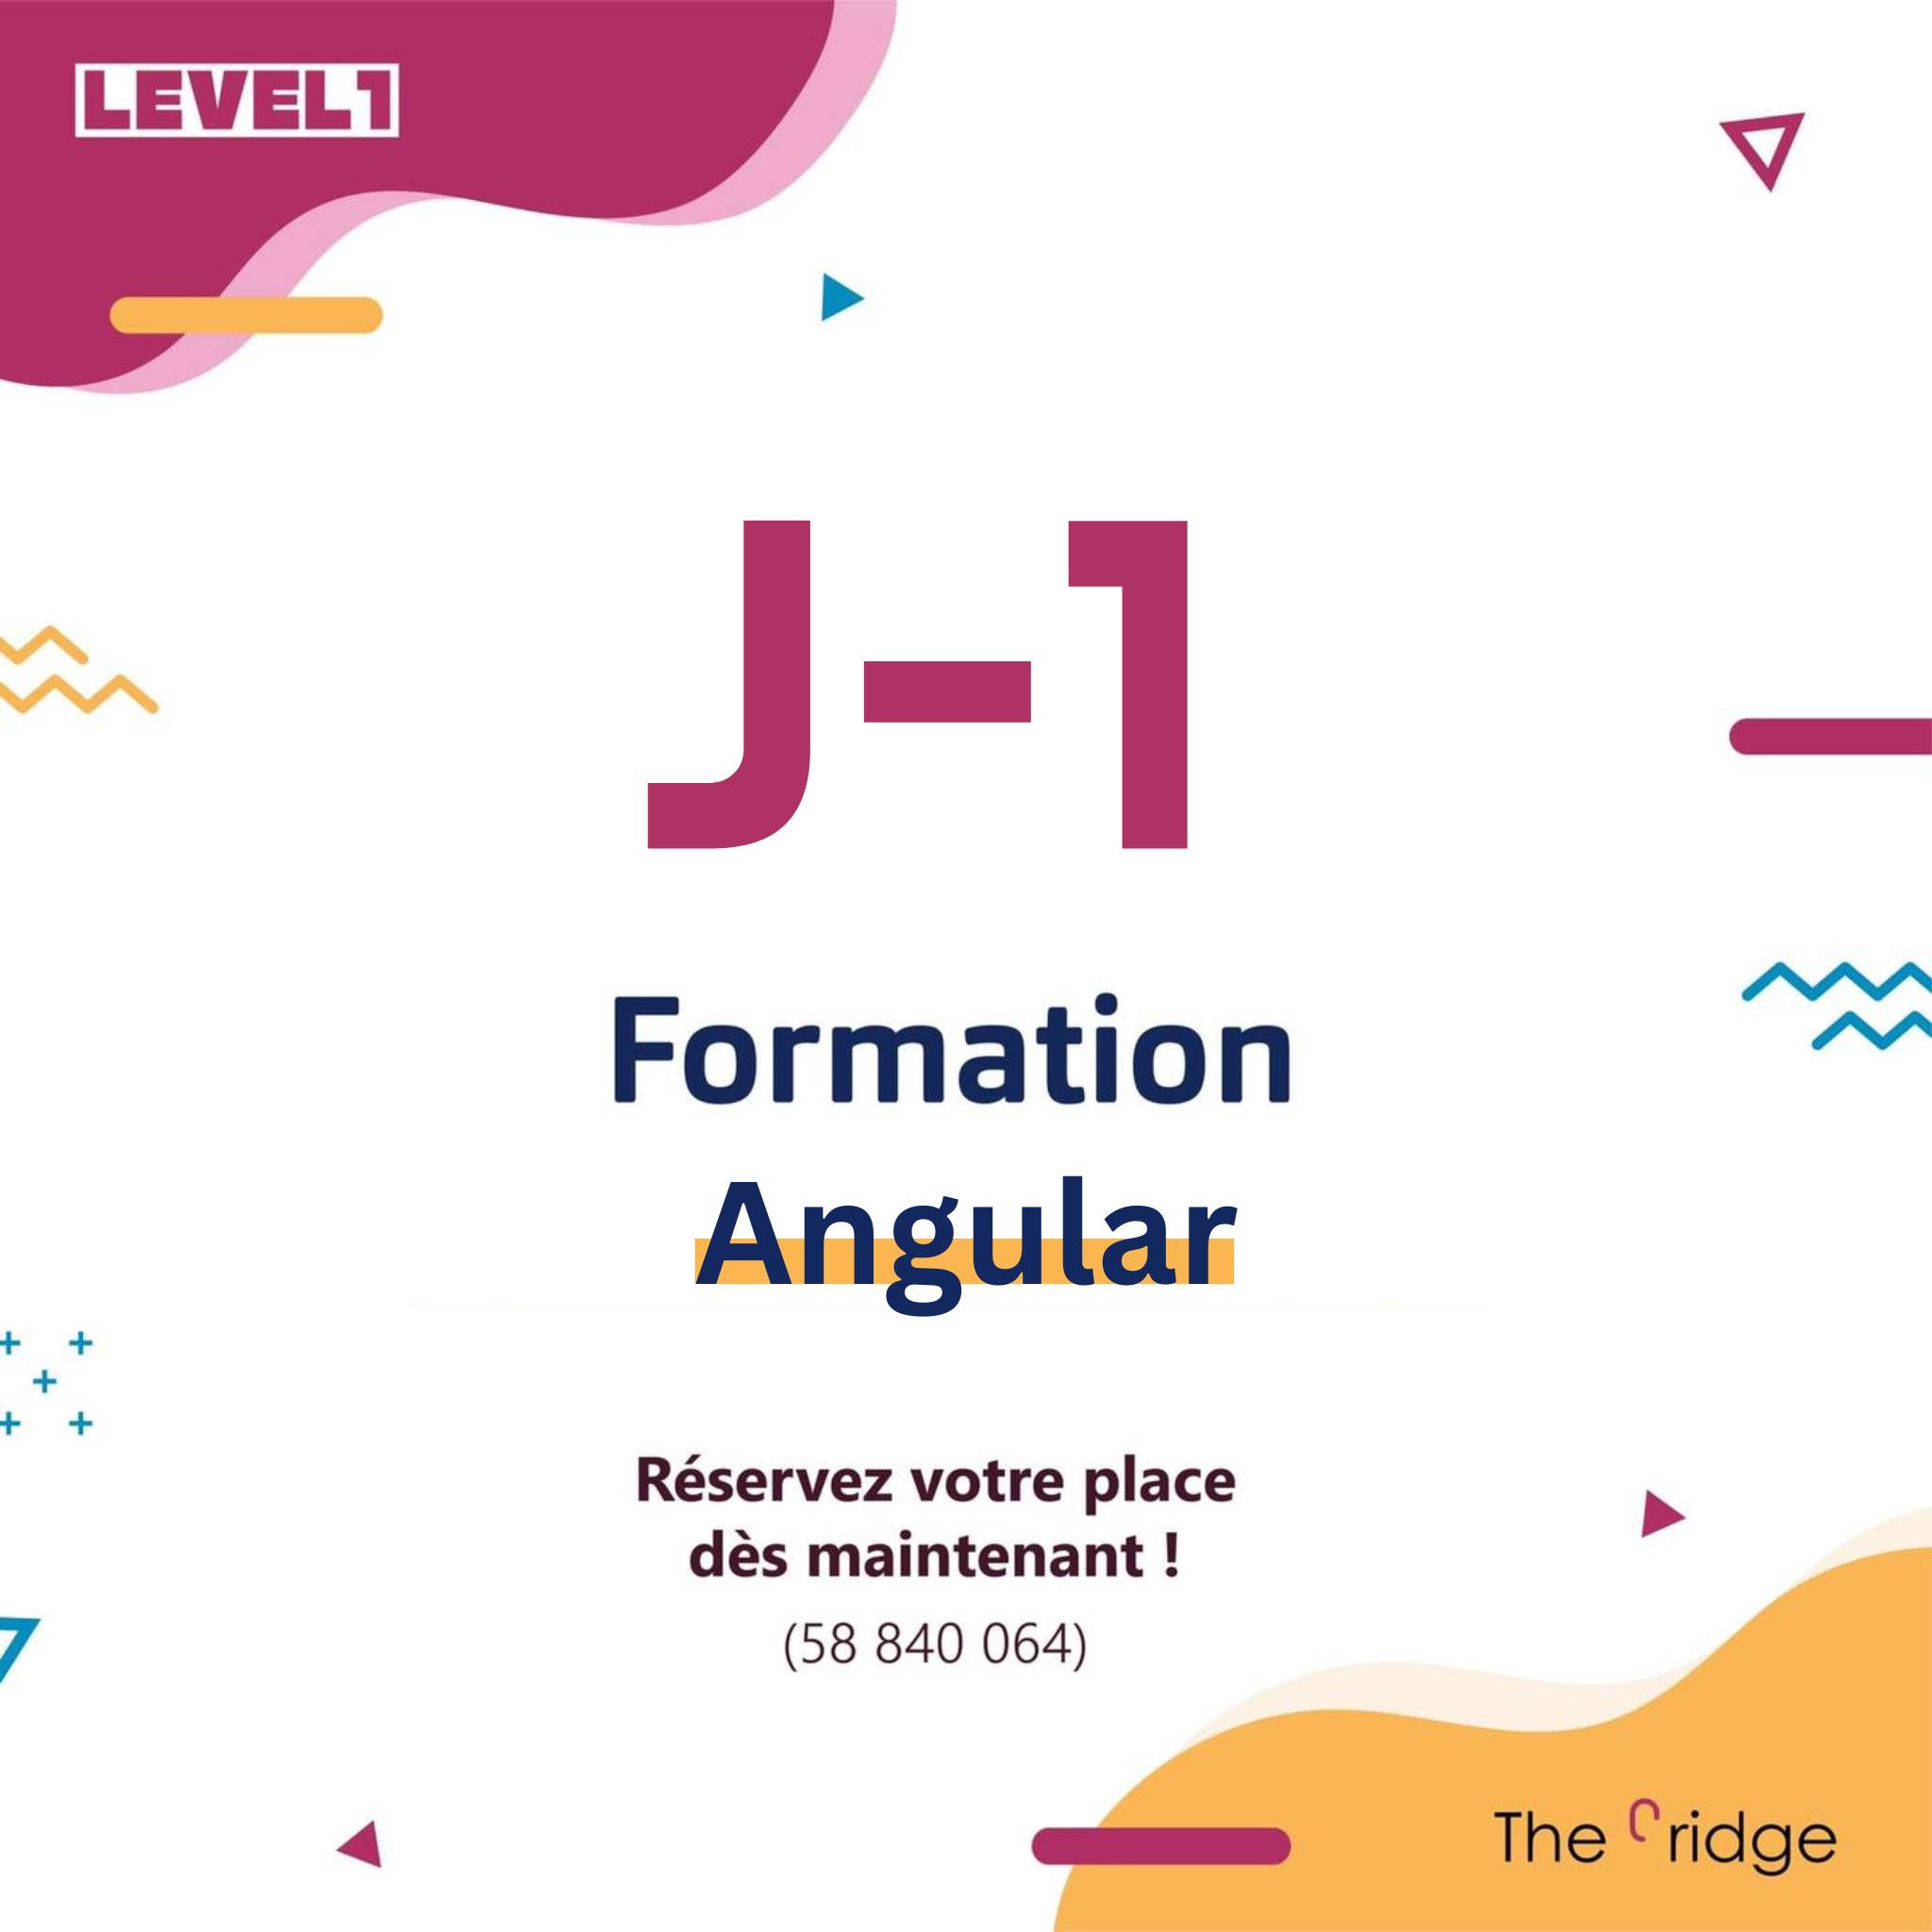 LEVEL1
J-1
Formation
Angular
Réservez votre place
dès maintenant !
(58 840 064)
The ridge